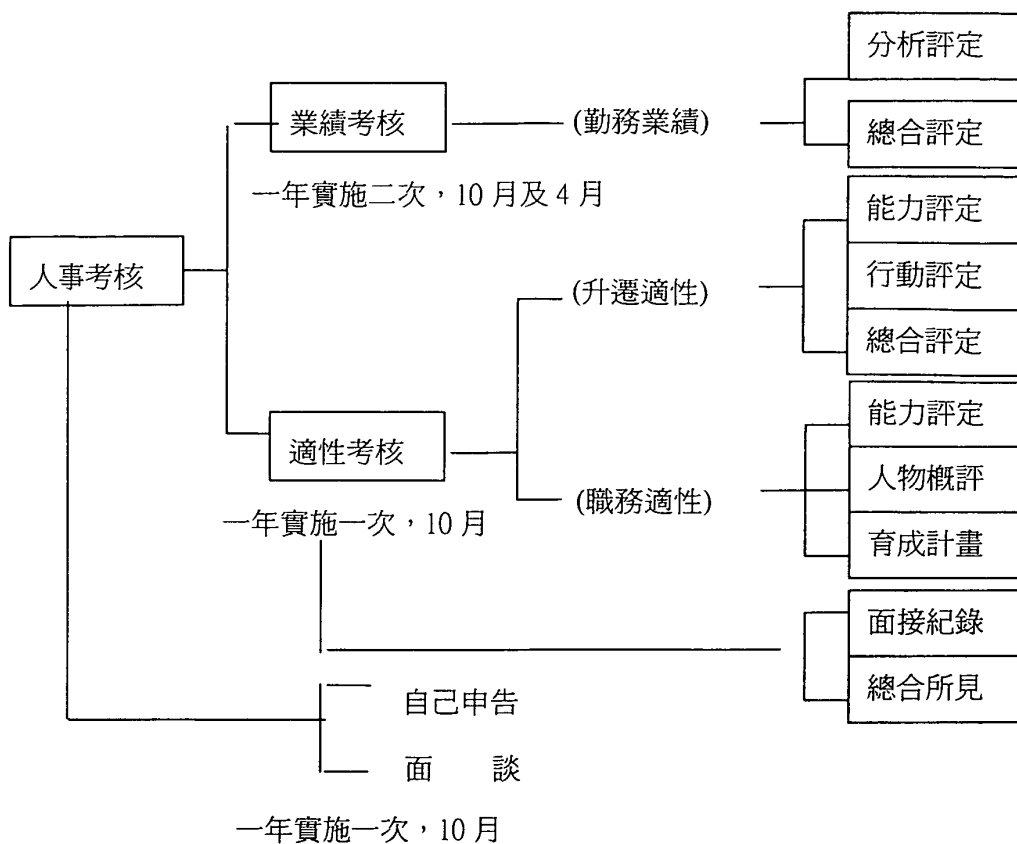 分析評定
業績考核
(勤務業績)
總合評定
一年實施二次，10月及4月
能力評定
人事考核
行動評定
(升遷適性)
總合評定
適性考核
能力評定
人物概評
(職務適性)
一年實施一次，10月
育成計畫
面接紀錄
總合所見
自己申告
面　　談
一年實施一次，10月